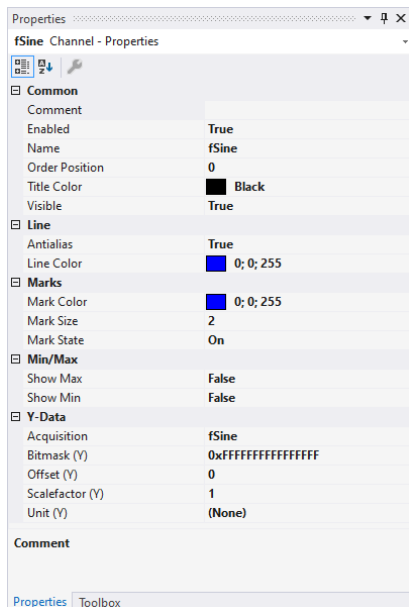 Properties
fSine Channel - Properties
Common
Comment
Enabled True
Name fSine
Order Position 0
Title Color Black
Visible True
Line
Antialias True
Line Color 0; 0; 255
Marks
Mark Color 0; 0; 255
Mark Size 2
Mark State On
Min/Max
Show Max False
Show Min False
Y-Data
Acquisition fSine
Bitmask (Y) 0xFFFFFFFFFFFFFFFF
Offset (Y) 0
Scalefactor (Y) 1
Unit (Y) (None)
Comment
Properties Toolbox